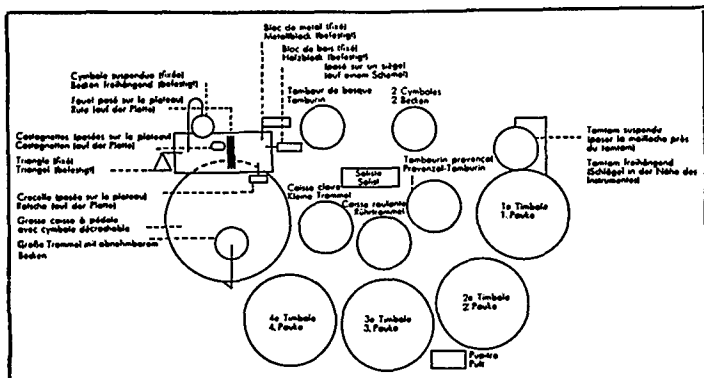 Bloc de metal (fixé)
Metallblock (befestigt)
Bloc de bois (fixé)
Holzblock (befestigt)
(posé sur un siège)
(auf einem Schemel)
Cymbale suspendue (fixée)
Becken freihängend (befestigt)
Fouet posé sur le plateau)
Rute (auf der Platte)
Tambour de basque
Tamburin
2 Cymbales
2 Becken
Castagnettes (posées sur le plateau)
Castagnetten (auf der Platte)
Triangle (fixé)
Triangel (befestigt)
Tamtam suspendu
(poser la mailloche près
du tamtam)
Tamtam freihängend
(Schlägel in der Nähe des
Instrumentes)
Tambourin provençal
Provenzal-Tamburin
Soliste
Solist
Crecelle (posée sur le plateau)
Ratsche (auf der Platte)
Caisse claire
Kleine Trommel
Caisse roulante
Rührtrommel
Grosse caisse à pédale
avec cymbale décrochable
Große Trommel mit abnehmbarem
Becken
1e Timbale
1. Pauke
2e Timbale
2. Pauke
3e Timbale
3. Pauke
4e Timbale
4. Pauke
Pupitre
Pult